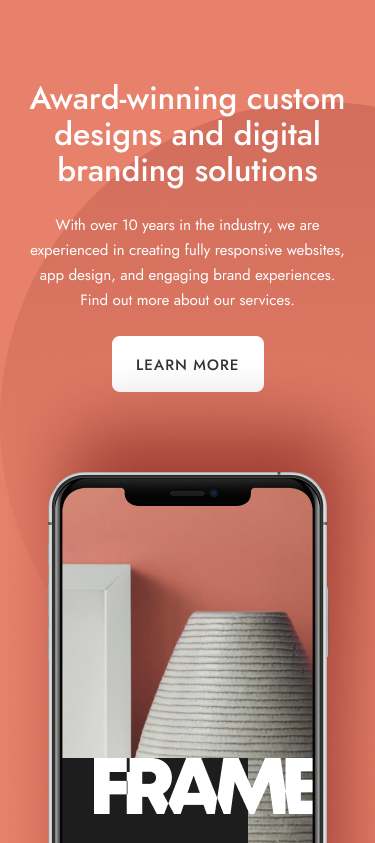 Award-winning custom
designs and digital
branding solutions
With over 10 years in the industry, we are
experienced in creating fully responsive websites,
app design, and engaging brand experiences.
Find out more about our services.
LEARN MORE
FRAME